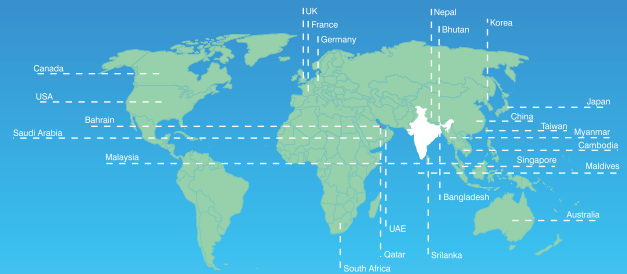 UK
France
Germany
Nepal
Bhutan
Korea
Canada
USA
Bahrain
Saudi Arabia
Malaysia
Japan
China
Taiwan
Myanmar
Cambodia
Singapore
Maldives
Bangladesh
Australia
UAE
Qatar
Srilanka
South Africa